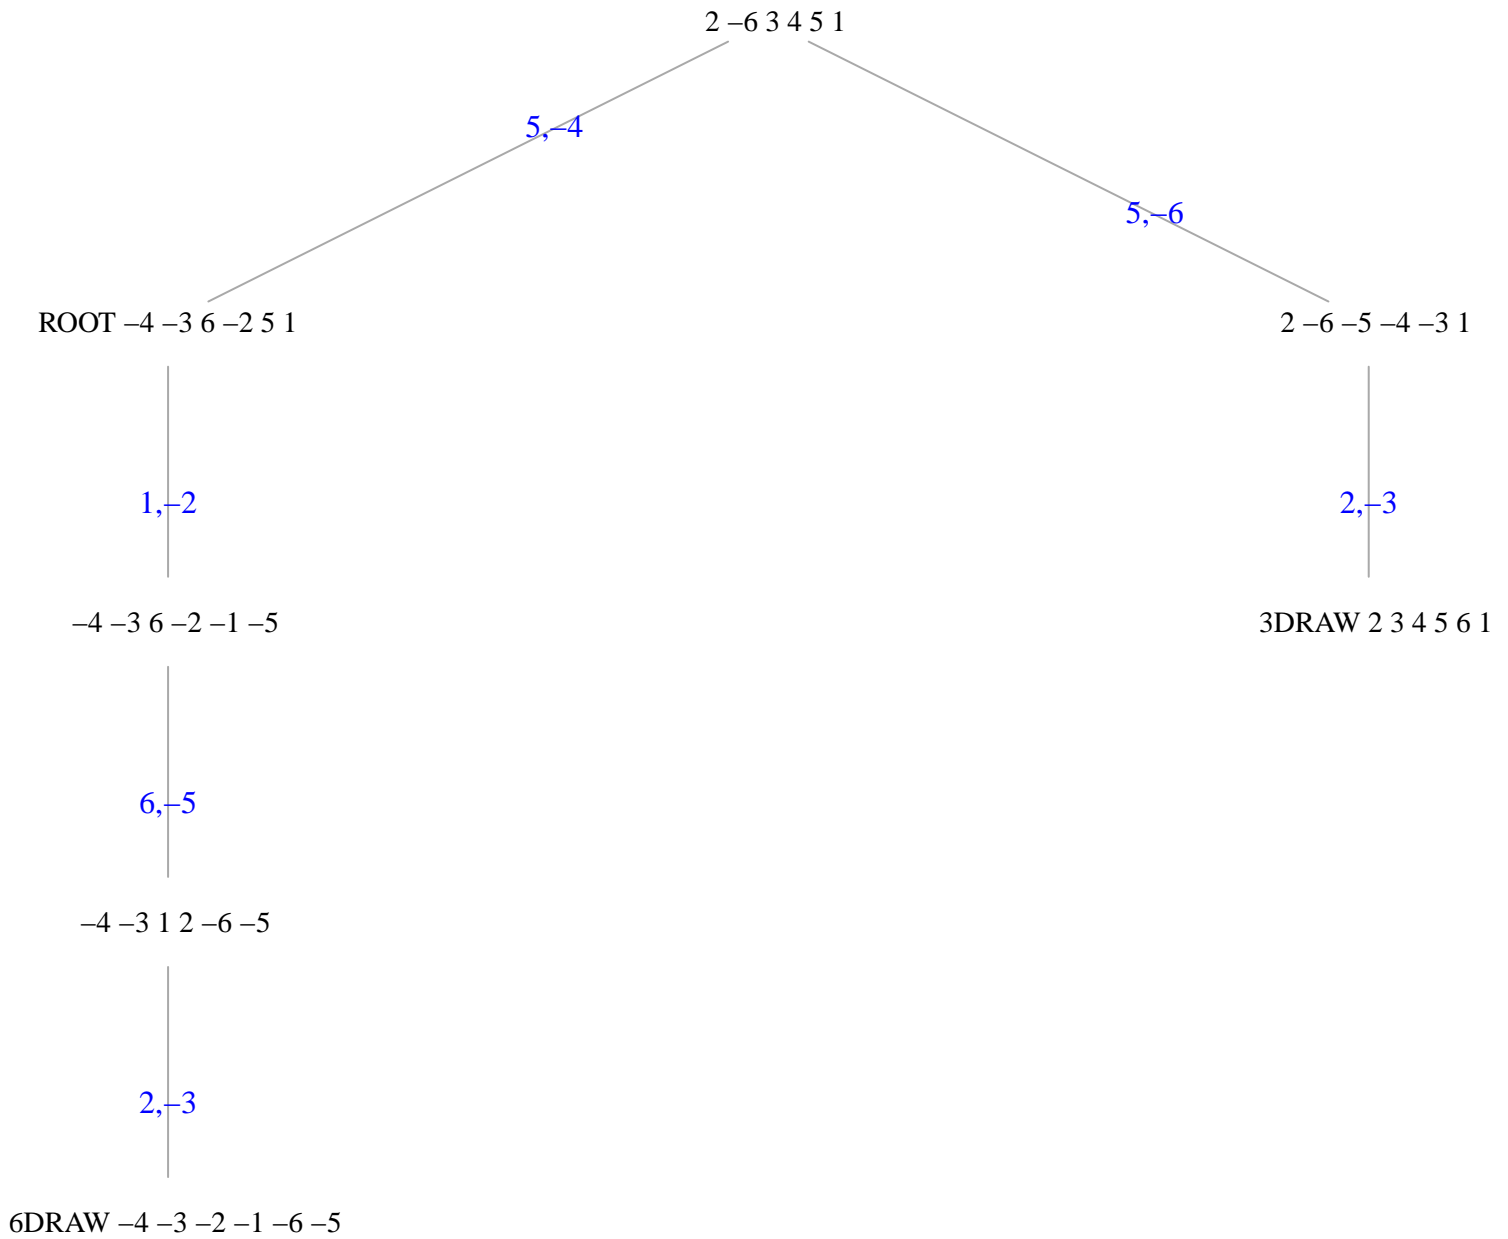 2 –6 3 4 5 1
5,–4
5,–6
ROOT –4 –3 6 –2 5 1
2 –6 –5 –4 –3 1
1,–2
2,–3
–4 –3 6 –2 –1 –5
3DRAW 2 3 4 5 6 1
6,–5
–4 –3 1 2 –6 –5
2,–3
6DRAW –4 –3 –2 –1 –6 –5